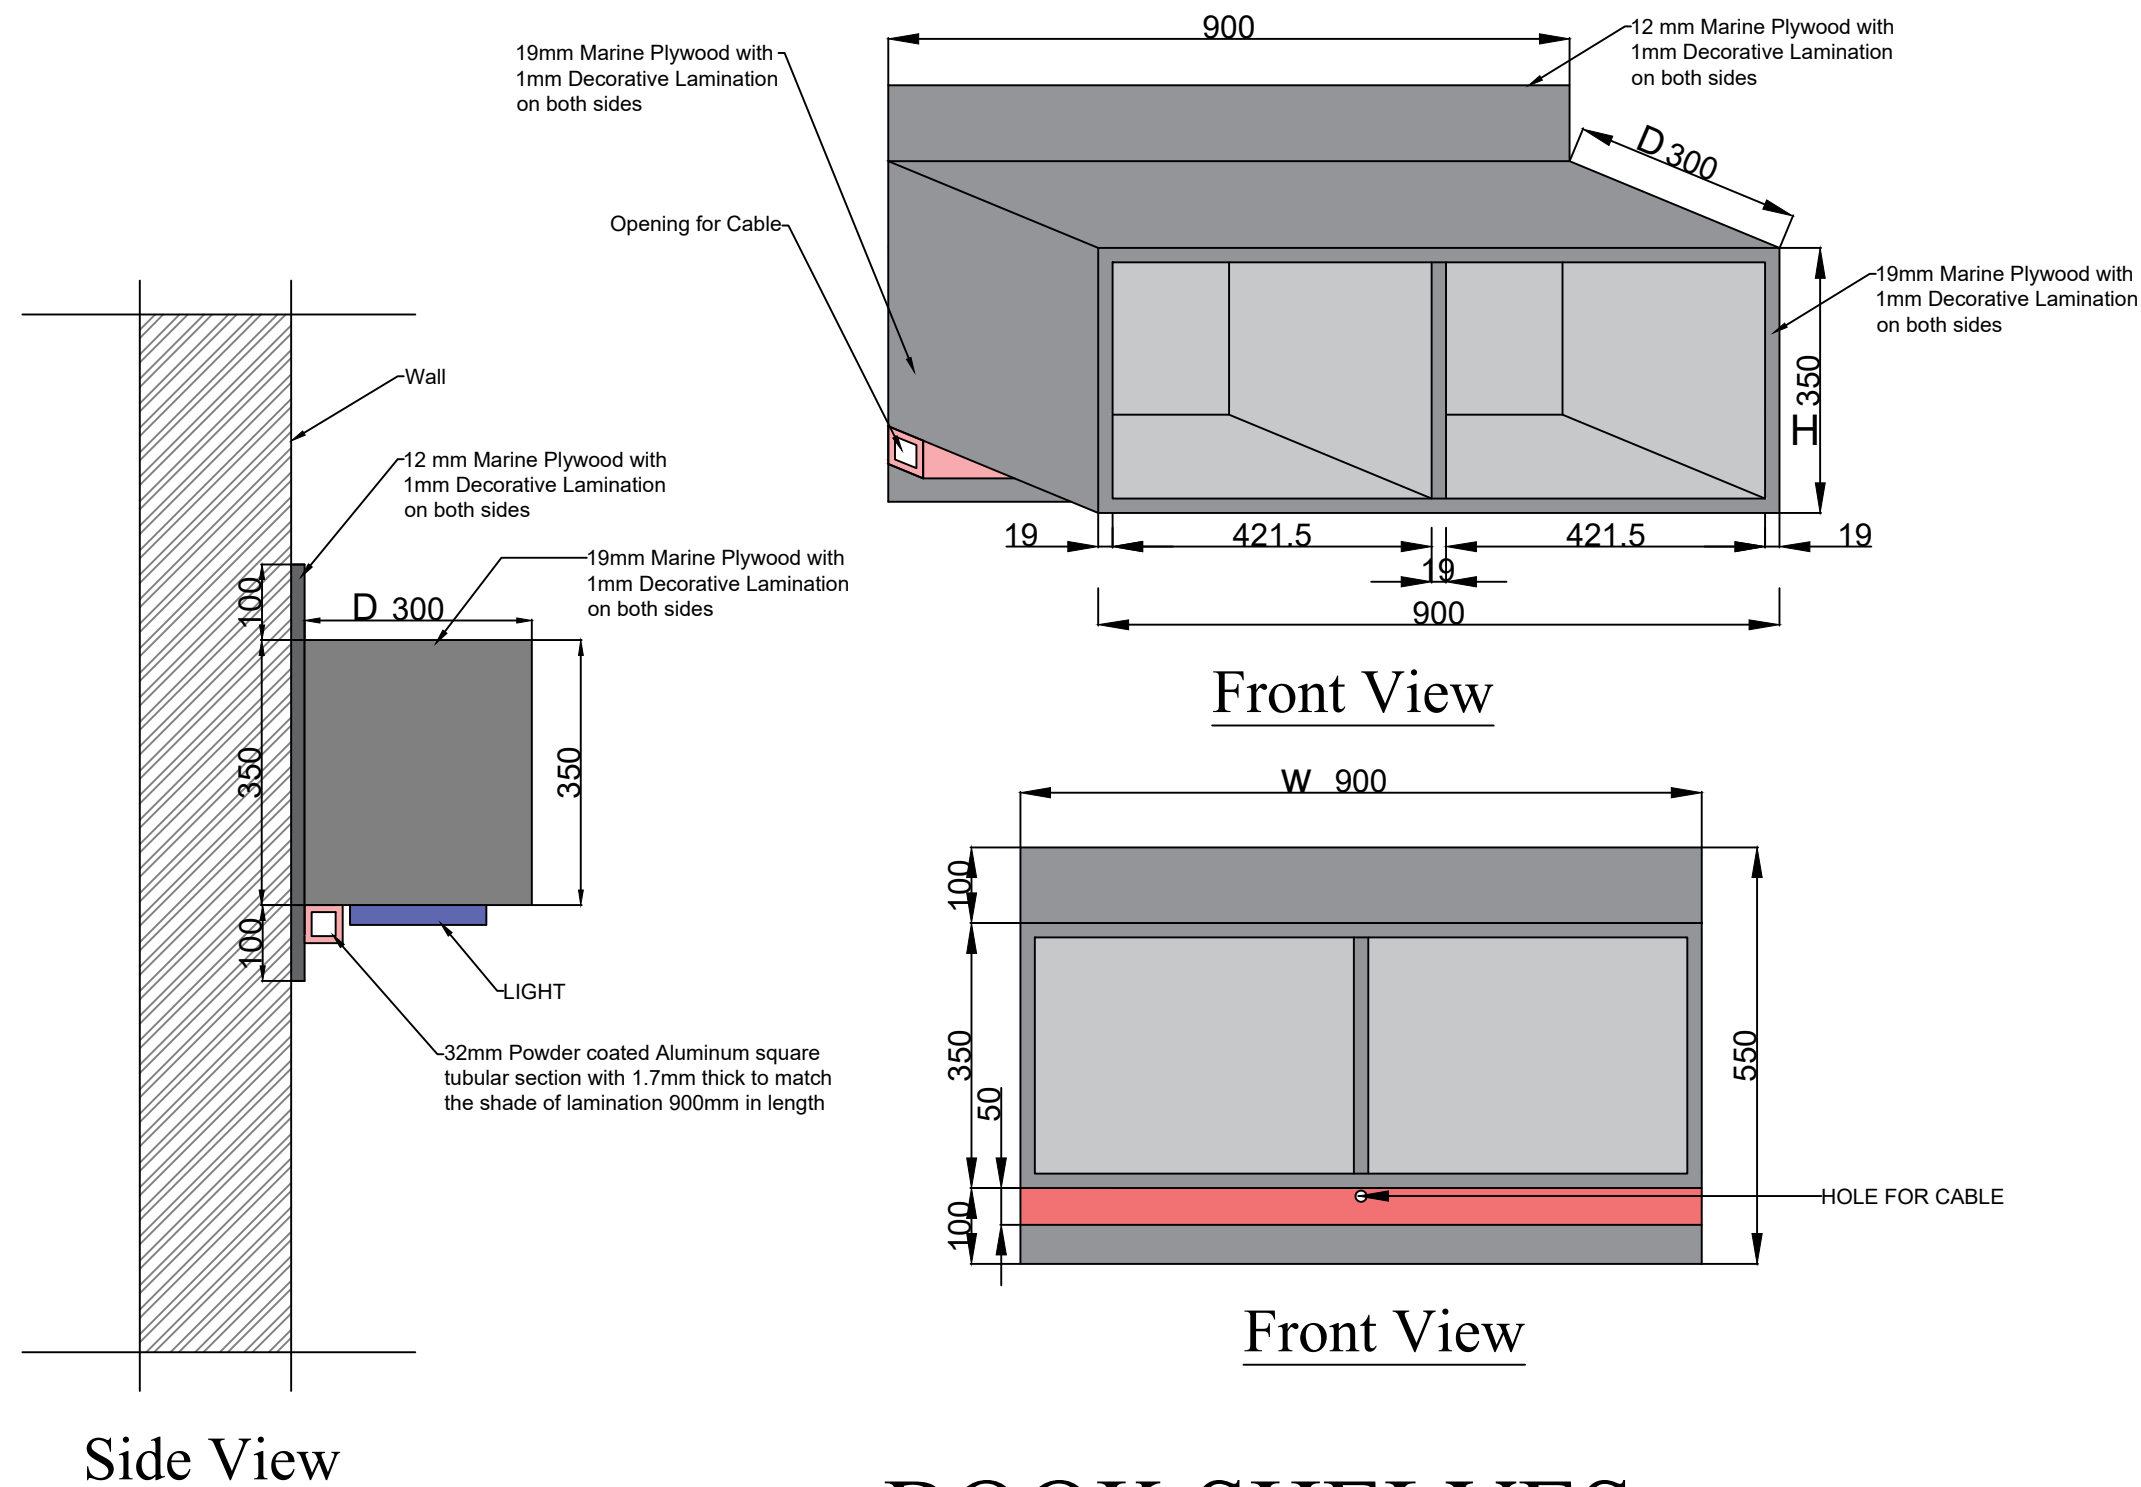 900
19mm Marine Plywood with
1mm Decorative Lamination
on both sides
12 mm Marine Plywood with
1mm Decorative Lamination
on both sides
D 300
Opening for Cable
19mm Marine Plywood with
1mm Decorative Lamination
on both sides
H 350
19
421.5
19
421.5
19
900
Front View
Wall
12 mm Marine Plywood with
1mm Decorative Lamination
on both sides
19mm Marine Plywood with
1mm Decorative Lamination
on both sides
100
D 300
350
350
100
LIGHT
32mm Powder coated Aluminum square
tubular section with 1.7mm thick to match
the shade of lamination 900mm in length
Side View
W 900
100
350
50
100
550
HOLE FOR CABLE
Front View
BOOK SHELVES